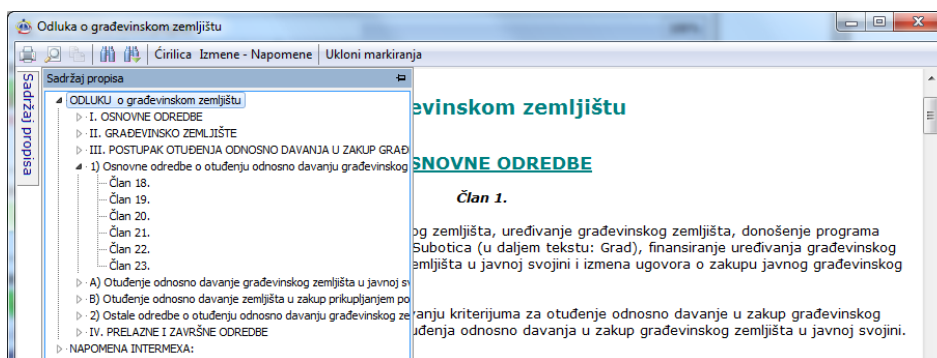 Odluka o građevinskom zemljištu
Ćirilica Izmene - Napomene Ukloni markiranja
Sadržaj propisa
Sadržaj propisa
ODLUKU o građevinskom zemljištu
I. OSNOVNE ODREDBE
II. GRAĐEVINSKO ZEMLJIŠTE
III. POSTUPAK OTUĐENJA ODNOSNO DAVANJA U ZAKUP GRAĐ
1) Osnovne odredbe o otuđenju odnosno davanju građevinskog
Član 18.
Član 19.
Član 20.
Član 21.
Član 22.
Član 23.
A) Otuđenje odnosno davanje građevinskog zemljišta u javnoj sv
B) Otuđenje odnosno davanje zemljišta u zakup prikupljanjem po
2) Ostale odredbe o otuđenju odnosno davanju građevinskog ze
IV. PRELAZNE I ZAVRŠNE ODREDBE
NAPOMENA INTERMEXA:
evinskom zemljištu
SNOVNE ODREDBE
Član 1.
og zemljišta, uređivanje građevinskog zemljišta, donošenje programa
Subotica (u daljem tekstu: Grad), finansiranje uređivanja građevinskog
emljišta u javnoj svojini i izmena ugovora o zakupu javnog građevinskog
anju kriterijuma za otuđenje odnosno davanje u zakup građevinskog
uđenja odnosno davanja u zakup građevinskog zemljišta u javnoj svojini.